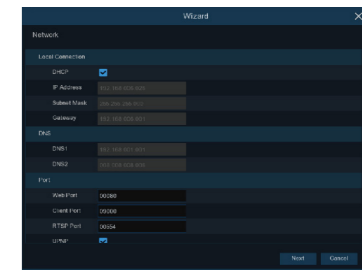 Wizard
Network
Local Connection
DHCP
IP Address
Subnet Mask
Gateway
DNS
DNS1
DNS2
Port
Web Port 00080
Client Port 09008
RTSP Port 00554
UPNP
Next Cancel